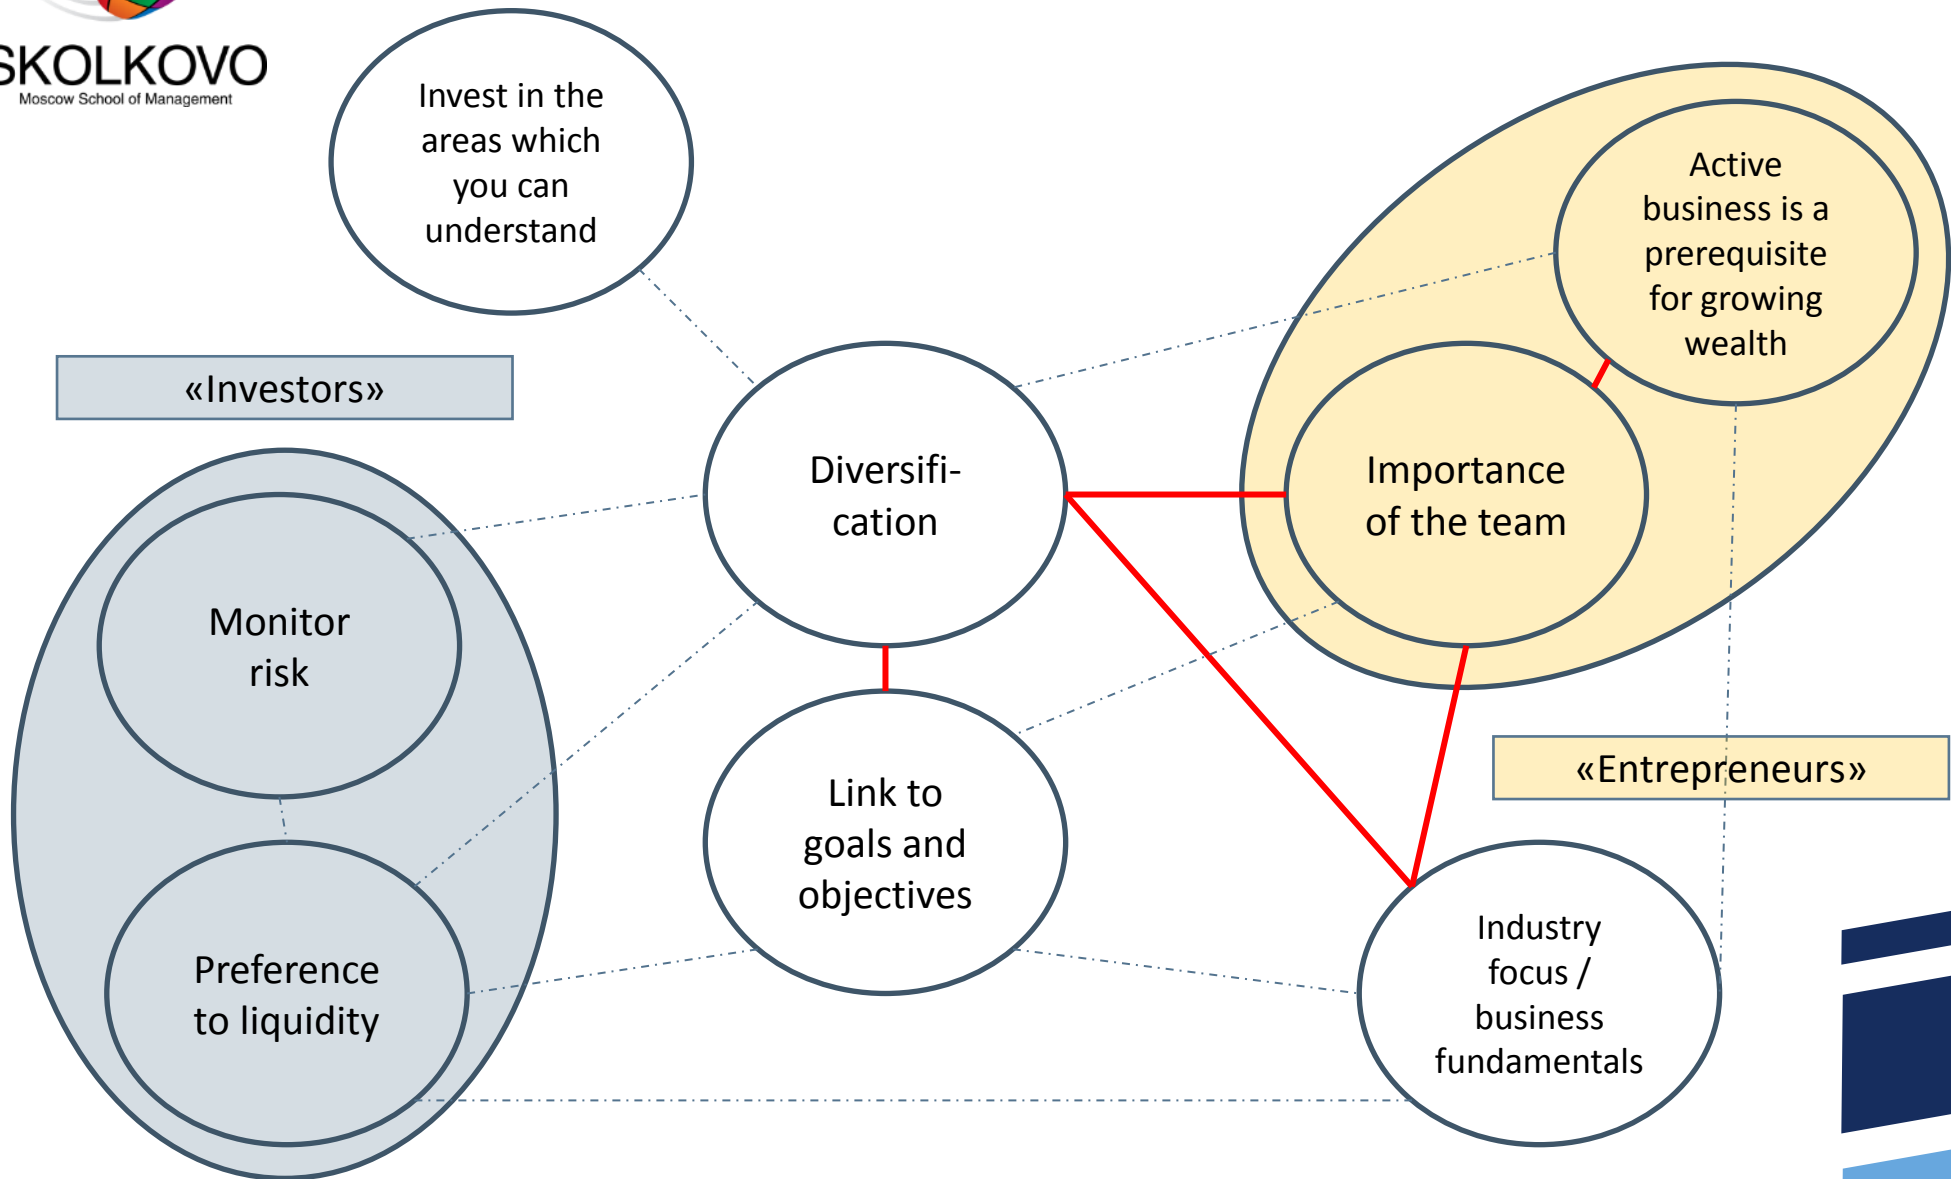 SKOLKOVO
Moscow School of Management
Invest in the
areas which
you can
understand
Active
business is a
prerequisite
for growing
wealth
«Investors»
Diversifi-
cation
Importance
of the team
Monitor
risk
Link to
goals and
objectives
«Entrepreneurs»
Preference
to liquidity
Industry
focus /
business
fundamentals